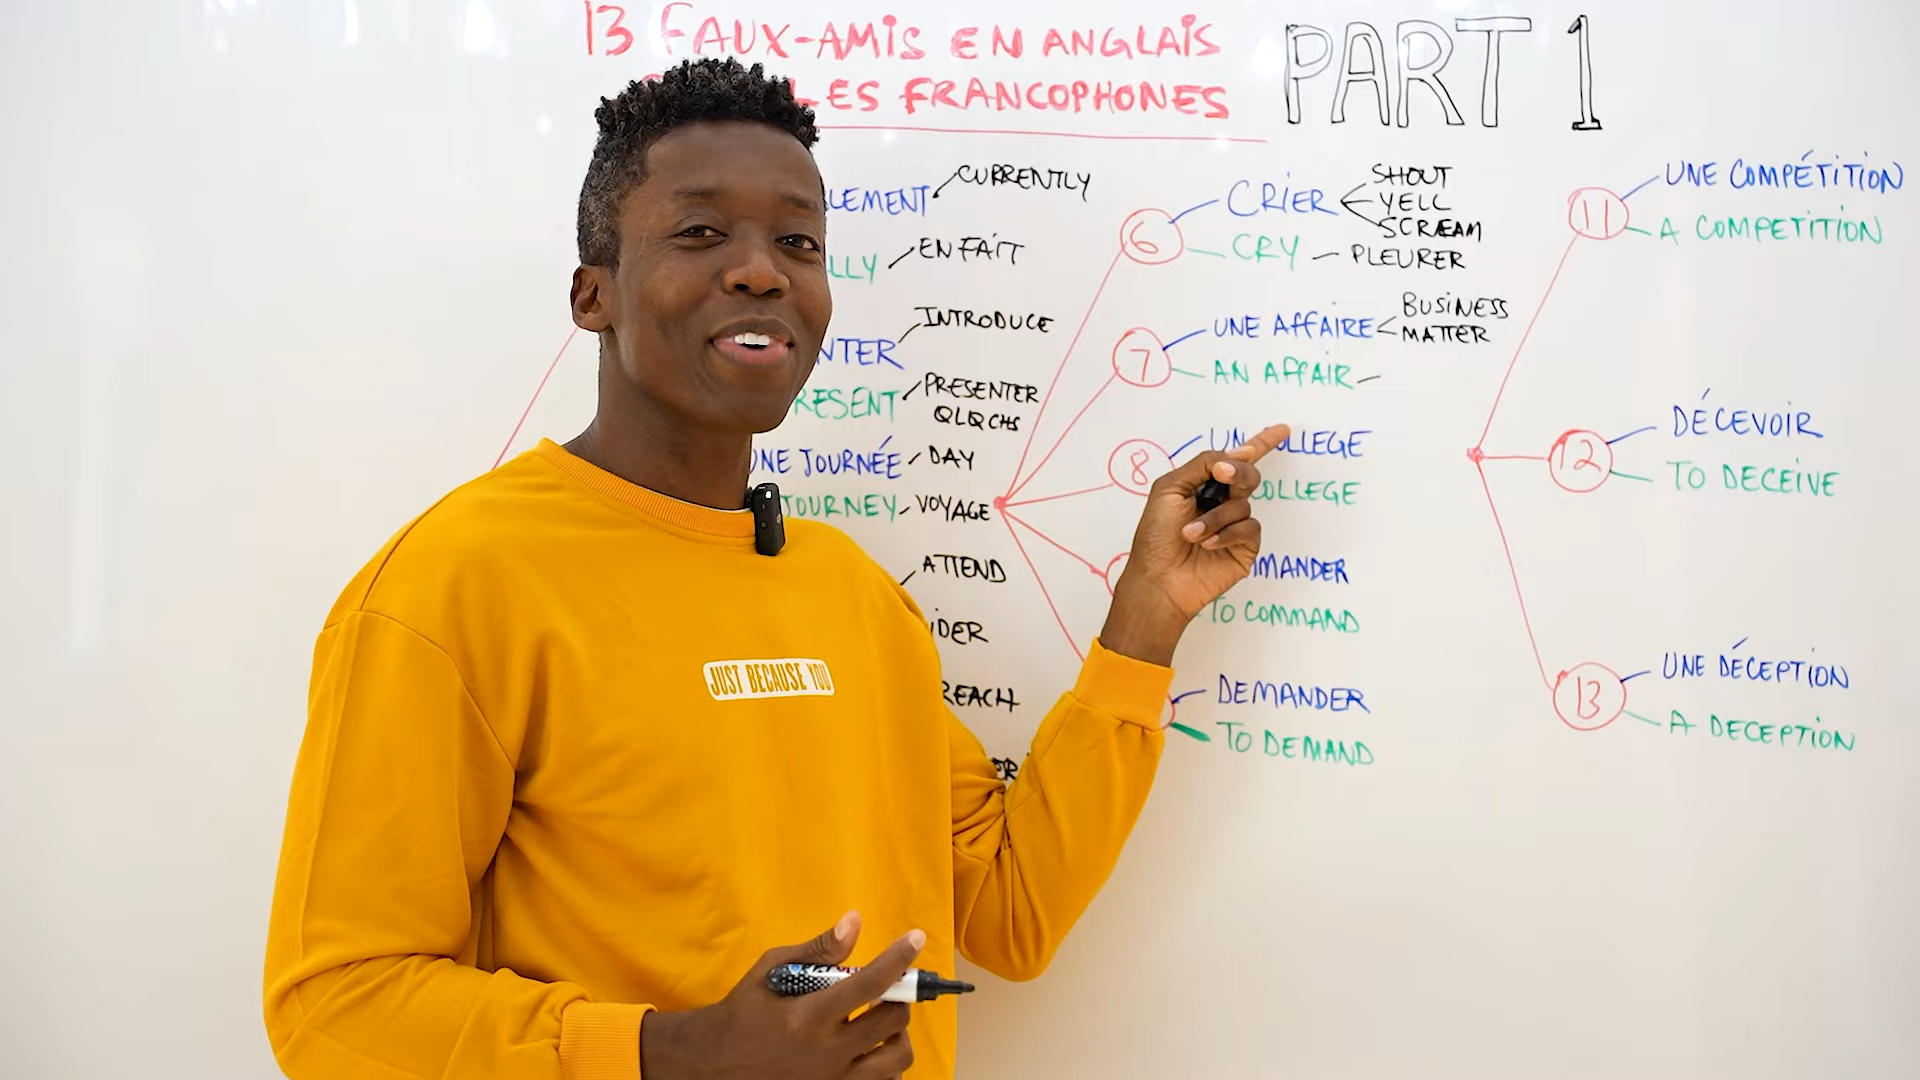 13 FAUX-AMIS EN ANGLAIS
LES FRANCOPHONES
PART 1
CURRENTLY
EN FAIT
INTRODUCE
PRESENTER
QLQCHS
UNE JOURNÉE
DAY
JOURNEY
VOYAGE
ATTEND
REACH
6
CRIER
SHOUT
YELL
SCREAM
CRY
PLEURER
7
UNE AFFAIRE
BUSINESS
MATTER
AN AFFAIR
8
UN COLLEGE
COLLEGE
TO COMMAND
DEMANDER
TO DEMAND
11
UNE COMPÉTITION
A COMPETITION
12
DÉCEVOIR
TO DECEIVE
13
UNE DÉCEPTION
A DECEPTION
JUST BECAUSE YOU